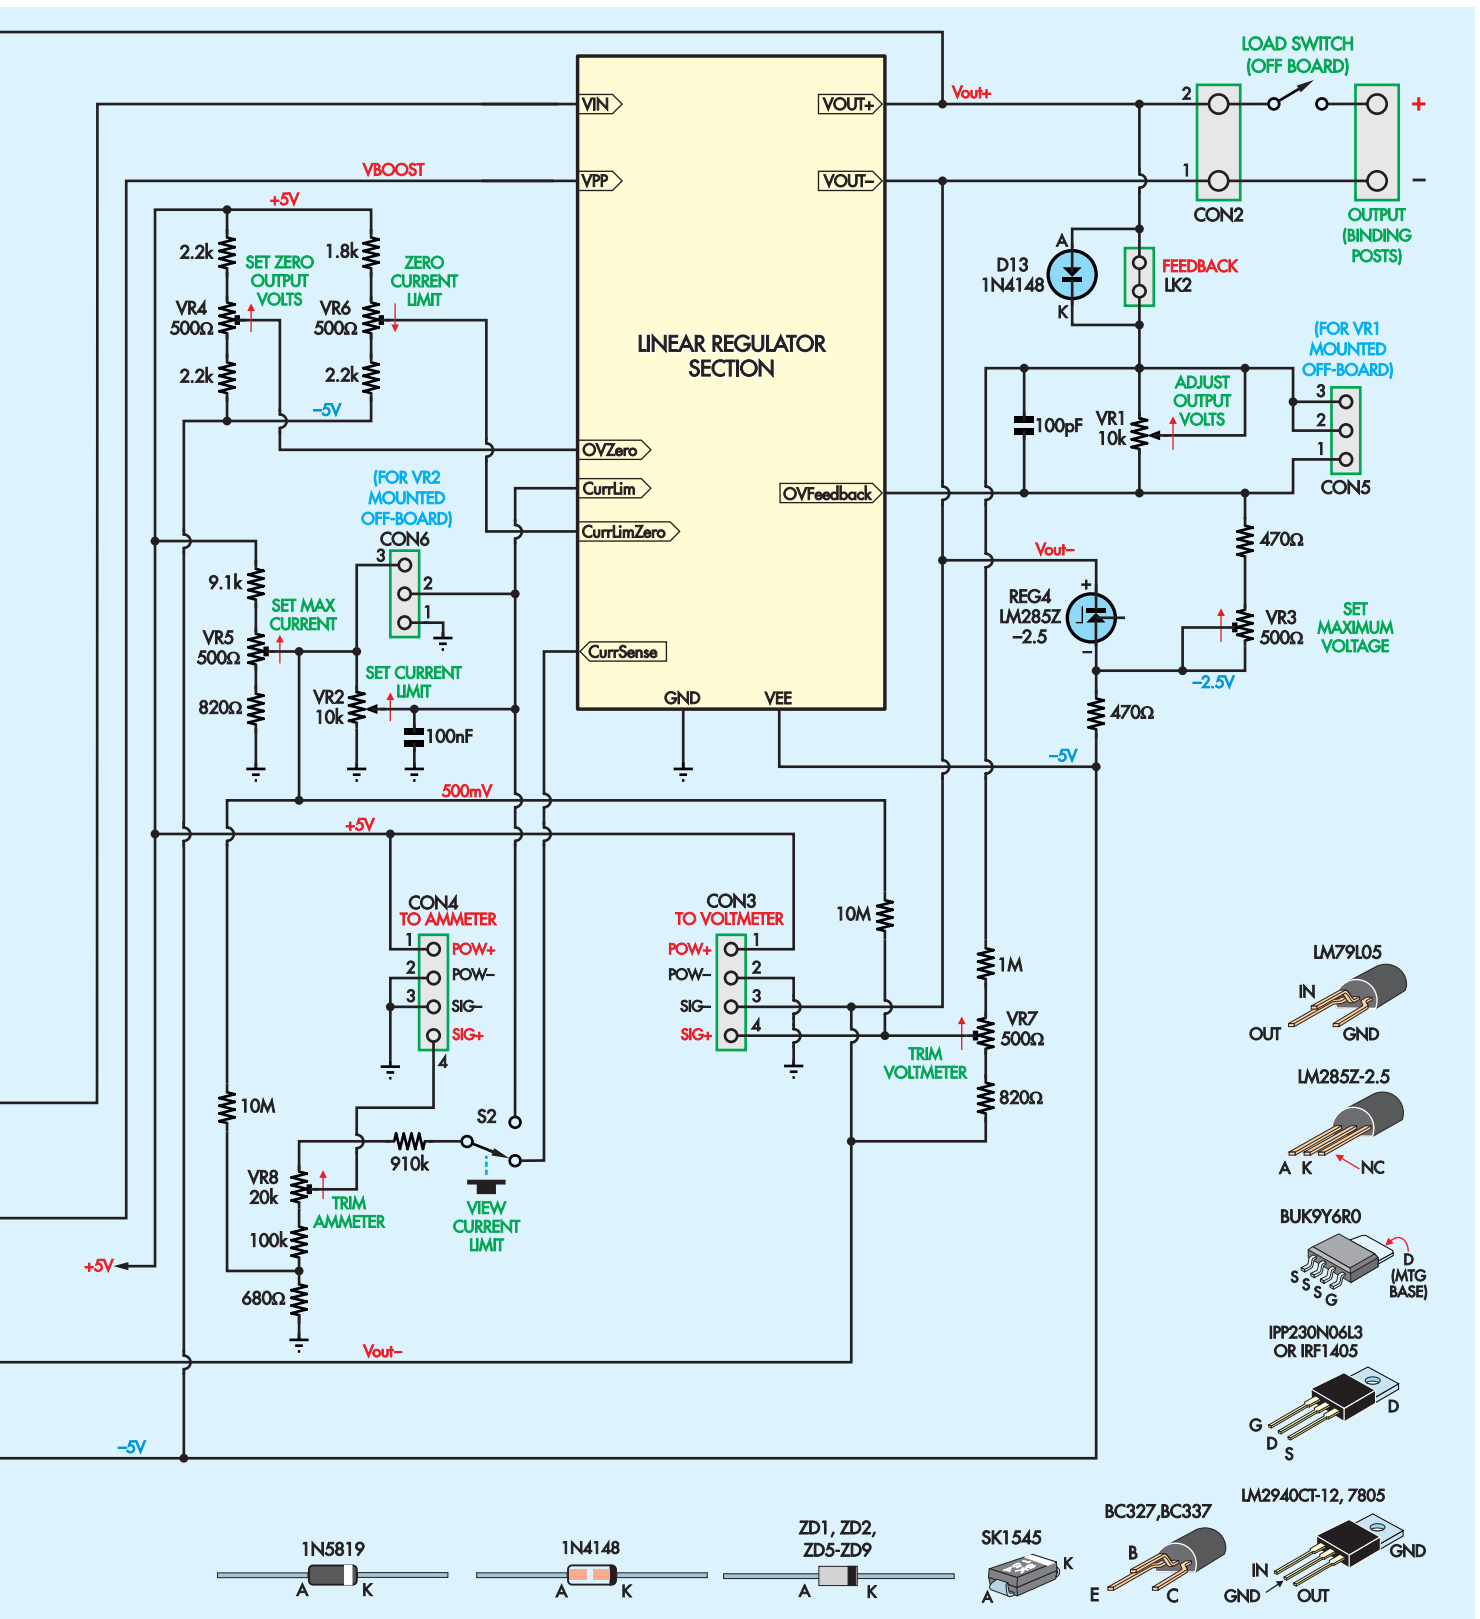 LOAD SWITCH
(OFF BOARD)
Vout+
VIN
VOUT+
2
+
VBOOST
VPP
VOUT–
1
–
CON2
OUTPUT
(BINDING
POSTS)
+5V
2.2k
SET ZERO
OUTPUT
VOLTS
VR4
500Ω
2.2k
1.8k
ZERO
CURRENT
LIMIT
VR6
500Ω
2.2k
–5V
LINEAR REGULATOR
SECTION
A
D13
1N4148
K
FEEDBACK
LK2
(FOR VR1
MOUNTED
OFF-BOARD)
ADJUST
OUTPUT
VOLTS
100pF
VR1
10k
3
2
1
CON5
OVZero
CurrLim
CurrLimZero
OVFeedback
(FOR VR2
MOUNTED
OFF-BOARD)
CON6
3
2
1
9.1k
SET MAX
CURRENT
VR5
500Ω
820Ω
CurrSense
SET CURRENT
LIMIT
VR2
10k
100nF
GND
VEE
470Ω
Vout–
+
REG4
LM285Z
–2.5
–
VR3
500Ω
SET
MAXIMUM
VOLTAGE
–2.5V
470Ω
–5V
500mV
+5V
CON4
TO AMMETER
1
POW+
2
POW–
3
SIG–
SIG+
4
CON3
TO VOLTMETER
POW+
1
POW–
2
SIG–
3
SIG+
4
10M
1M
VR7
500Ω
TRIM
VOLTMETER
820Ω
10M
S2
910k
VR8
20k
TRIM
AMMETER
VIEW
CURRENT
LIMIT
100k
+5V
680Ω
Vout–
–5V
LM79L05
IN
OUT
GND
LM285Z-2.5
A
K
NC
BUK9Y6R0
D
(MTG
BASE)
S
S
S
G
IPP230N06L3
OR IRF1405
D
G
D
S
1N5819
A
K
1N4148
A
K
ZD1, ZD2,
ZD5-ZD9
A
K
SK1545
K
A
BC327,BC337
B
E
C
LM2940CT-12, 7805
GND
IN
GND
OUT